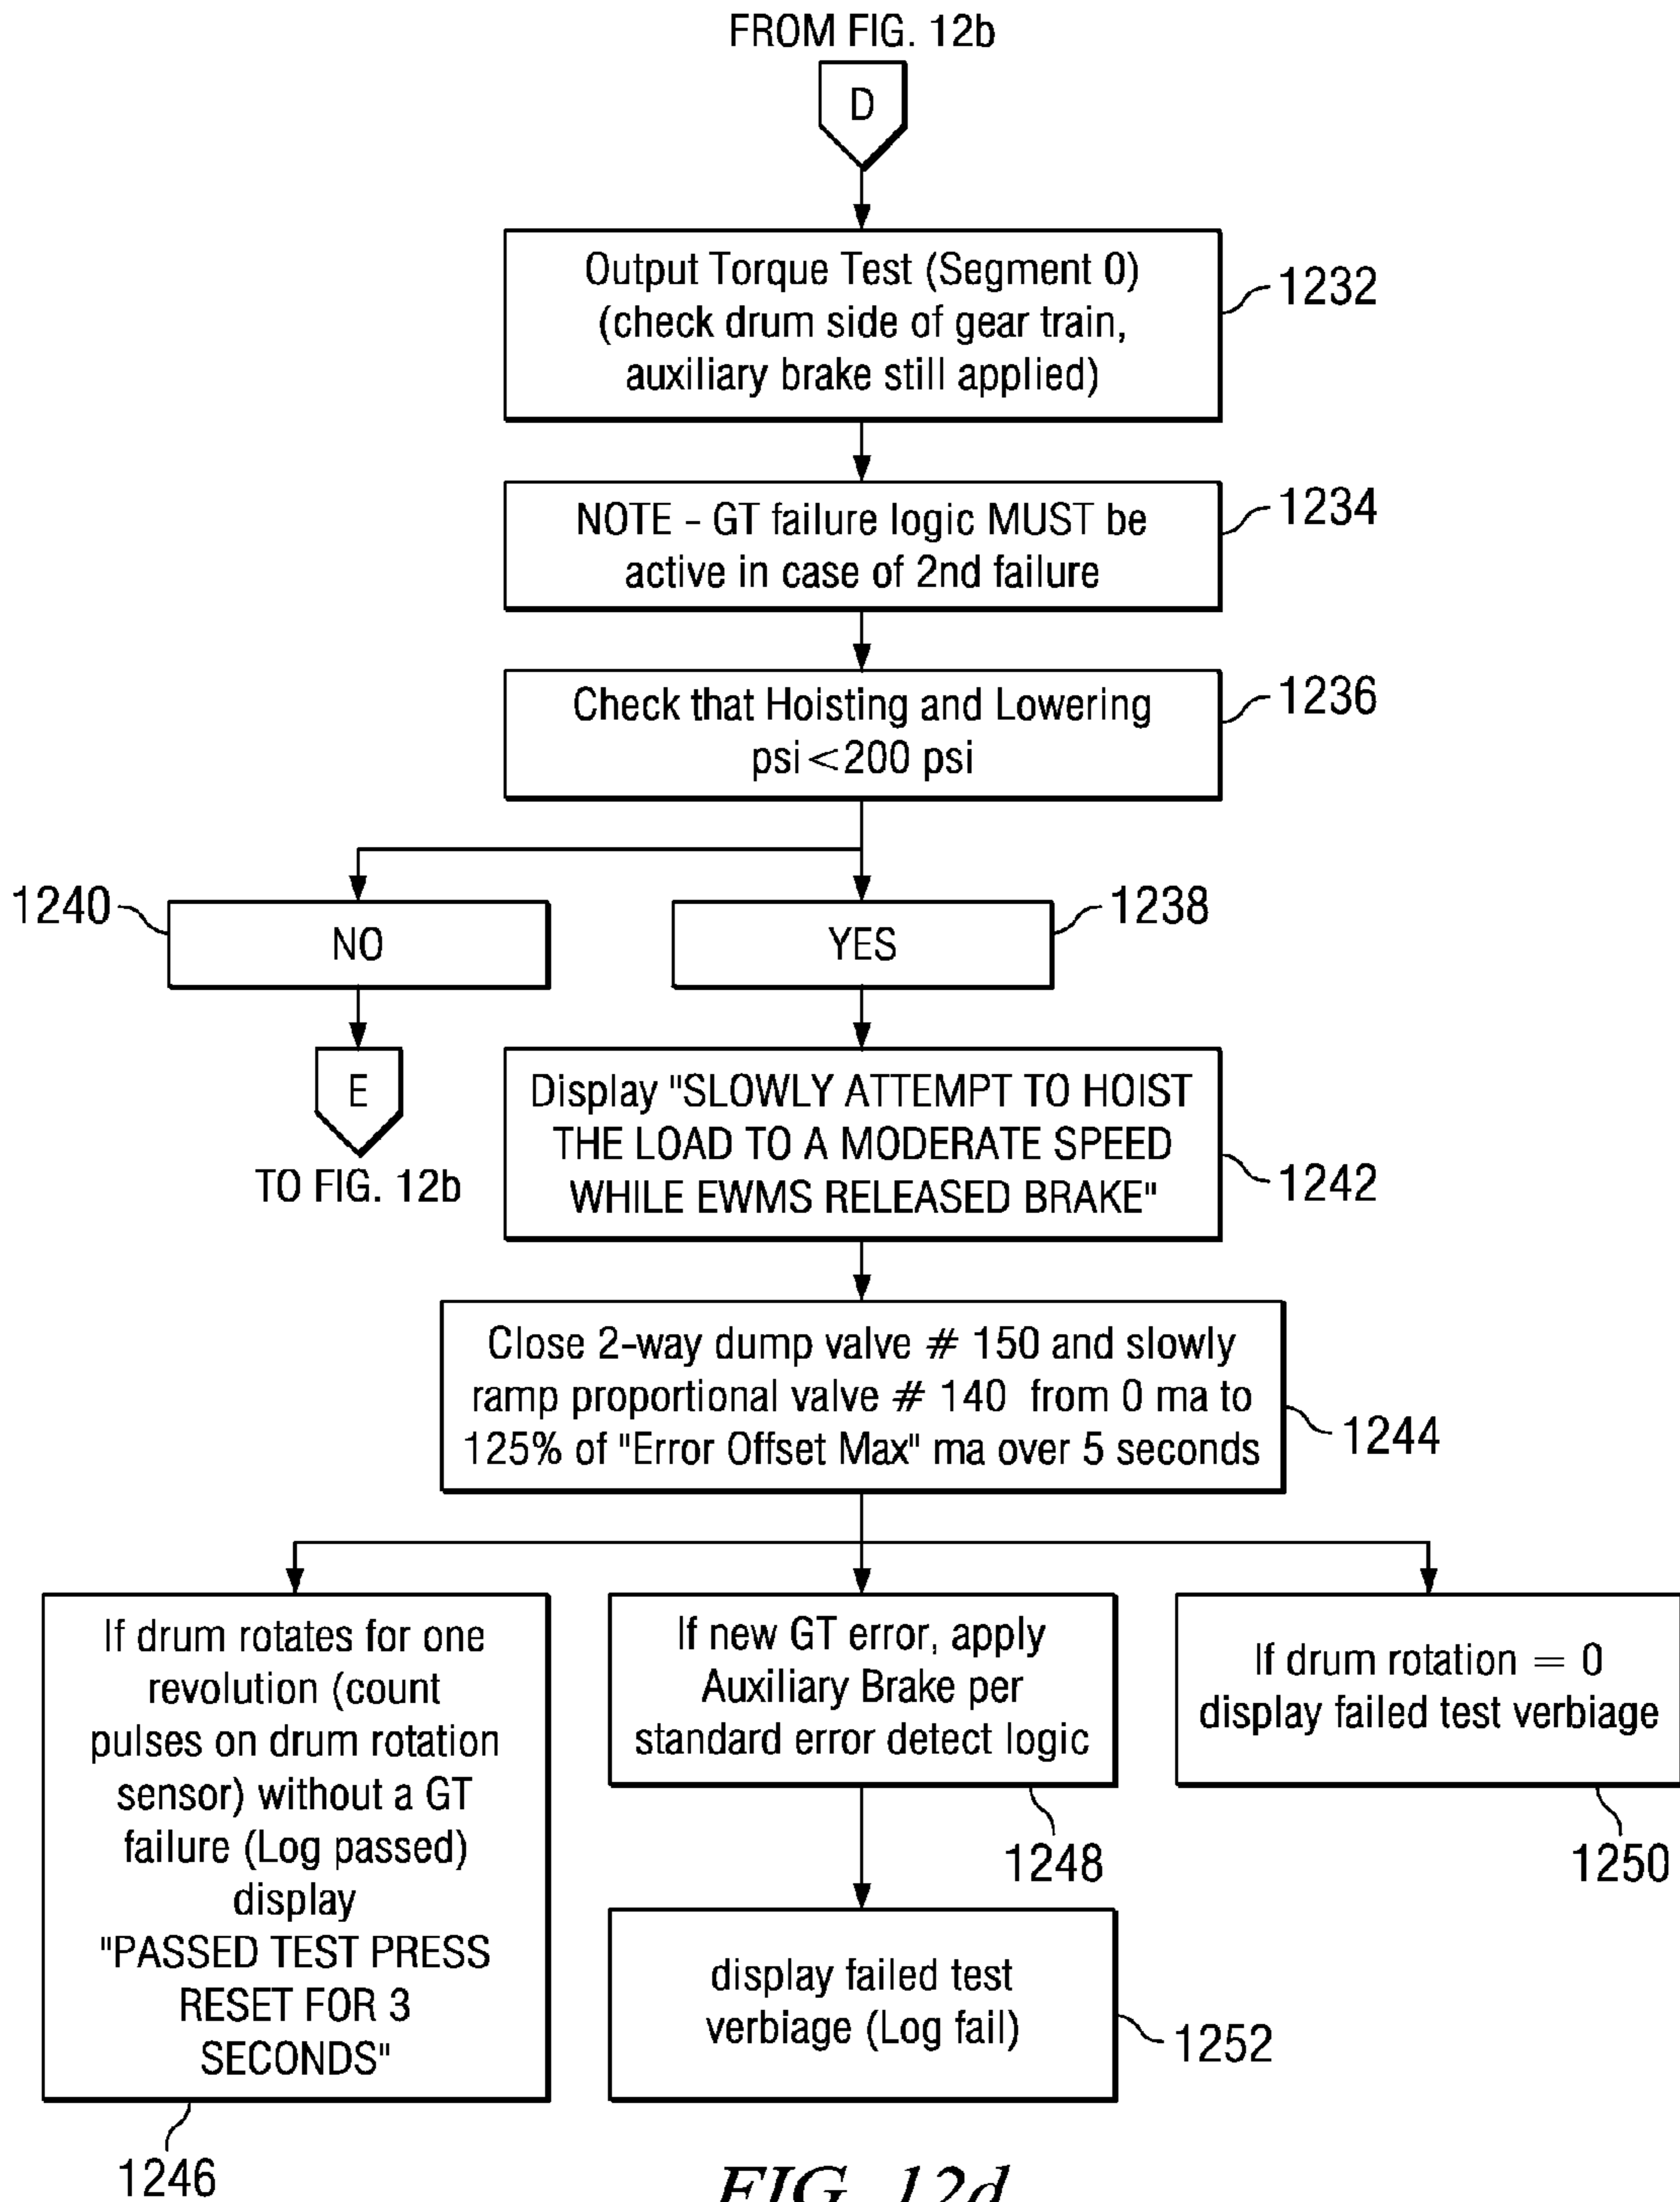 FROM FIG. 12b
D
Output Torque Test (Segment 0)
(check drum side of gear train,
auxiliary brake still applied)
1232
NOTE - GT failure logic MUST be
active in case of 2nd failure
1234
Check that Hoisting and Lowering
psi<200 psi
1236
1240
NO
YES
1238
E
TO FIG. 12b
Display "SLOWLY ATTEMPT TO HOIST
THE LOAD TO A MODERATE SPEED
WHILE EWMS RELEASED BRAKE"
1242
Close 2-way dump valve # 150 and slowly
ramp proportional valve # 140 from 0 ma to
125% of "Error Offset Max" ma over 5 seconds
1244
If drum rotates for one
revolution (count
pulses on drum rotation
sensor) without a GT
failure (Log passed)
display
"PASSED TEST PRESS
RESET FOR 3
SECONDS"
1246
If new GT error, apply
Auxiliary Brake per
standard error detect logic
1248
If drum rotation = 0
display failed test verbiage
1250
display failed test
verbiage (Log fail)
1252
FIG. 12d